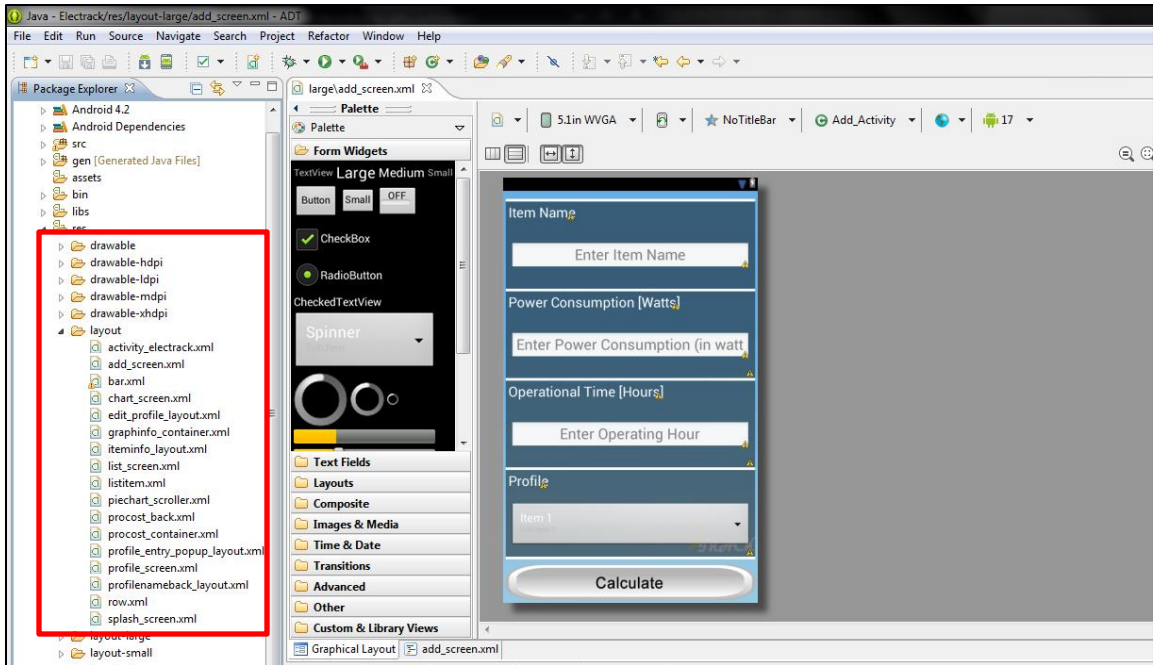 Java - Electrack/res/layout-large/add_screen.xml - ADT
File Edit Run Source Navigate Search Project Refactor Window Help
Package Explorer
Android 4.2
Android Dependencies
src
gen [Generated Java Files]
assets
bin
libs
res
drawable
drawable-hdpi
drawable-ldpi
drawable-mdpi
drawable-xhdpi
layout
activity_electrack.xml
add_screen.xml
bar.xml
chart_screen.xml
edit_profile_layout.xml
graphinfo_container.xml
iteminfo_layout.xml
list_screen.xml
listitem.xml
piechart_scroller.xml
procost_back.xml
procost_container.xml
profile_entry_popup_layout.xml
profile_screen.xml
profilenameback_layout.xml
row.xml
splash_screen.xml
layout-large
layout-small
large\add_screen.xml
Palette
Palette
Form Widgets
TextView Large Medium Small
Button Small OFF
CheckBox
RadioButton
CheckedTextView
Spinner
Text Fields
Layouts
Composite
Images & Media
Time & Date
Transitions
Advanced
Other
Custom & Library Views
Graphical Layout add_screen.xml
5.1in WVGA NoTitleBar Add_Activity 17
Item Name
Enter Item Name
Power Consumption [Watts]
Enter Power Consumption (in watt
Operational Time [Hours]
Enter Operating Hour
Profile
Item 1
Calculate